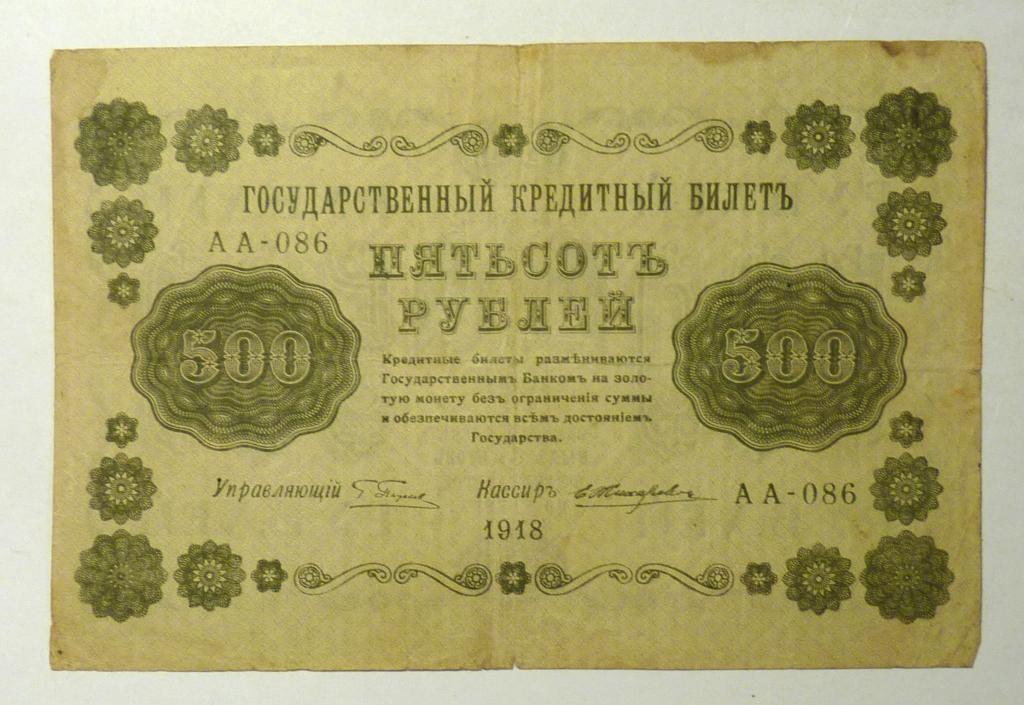 ГОСУДАРСТВЕННЫЙ КРЕДИТНЫЙ БИЛЕТЪ
АА-086
ПЯТЬСОТЪ
РУБЛЕЙ
500
500
Кредитные билеты размѣниваются
Государственнымъ Банкомъ на золо-
тую монету безъ ограниченія суммы
и обезпечиваются всѣмъ достояніемъ
Государства.
Управляющій
Кассиръ
АА-086
1918